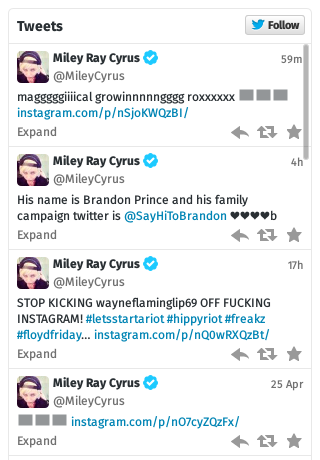 Tweets
Follow
Miley Ray Cyrus
59m
@MileyCyrus
magggggiiiical growinnnnngggg roxxxxxx
instagram.com/p/nSjoKWQzBI/
Expand
Miley Ray Cyrus
4h
@MileyCyrus
His name is Brandon Prince and his family
campaign twitter is @SayHiToBrandon ❤❤❤❤b
Expand
Miley Ray Cyrus
17h
@MileyCyrus
STOP KICKING wayneflaminglip69 OFF FUCKING
INSTAGRAM! #letsstartariot #hippyriot #freakz
#floydfriday... instagram.com/p/nQ0wRXQzBt/
Expand
Miley Ray Cyrus
25 Apr
@MileyCyrus
instagram.com/p/nO7cyZQzFx/
Expand